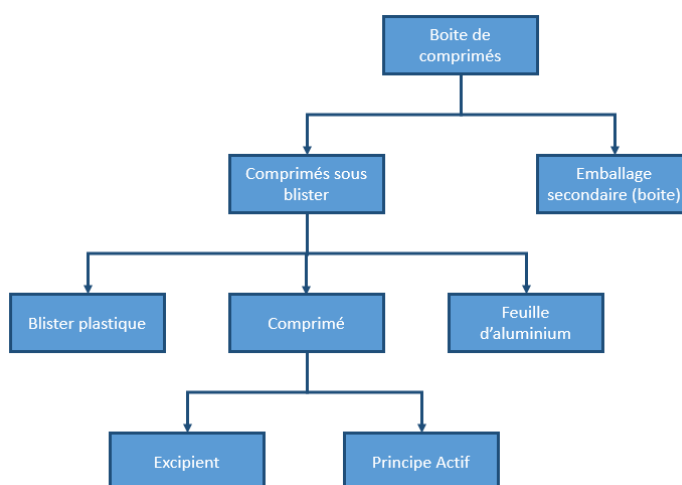 Boite de
comprimés
Comprimés sous
blister
Emballage
secondaire (boite)
Blister plastique
Comprimé
Feuille
d'aluminium
Excipient
Principe Actif